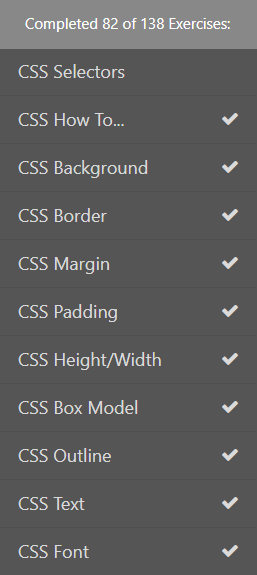 Completed 82 of 138 Exercises:
CSS Selectors
CSS How To...
CSS Background
CSS Border
CSS Margin
CSS Padding
CSS Height/Width
CSS Box Model
CSS Outline
CSS Text
CSS Font